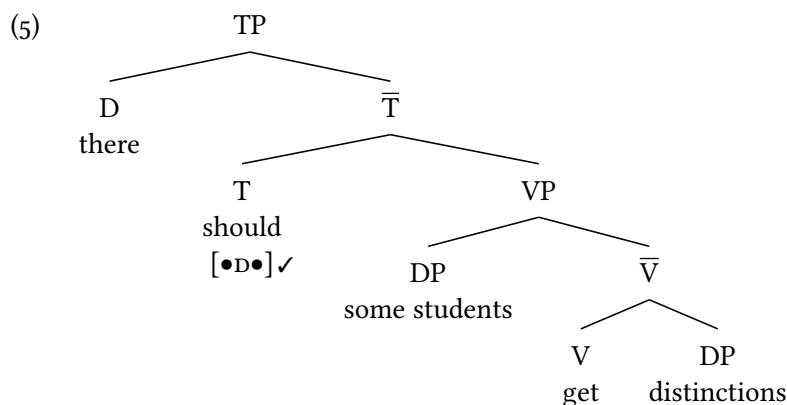 (5) TP
D T̅
there
T VP
should
[•D•]✓ DP V̅
some students
V DP
get distinctions